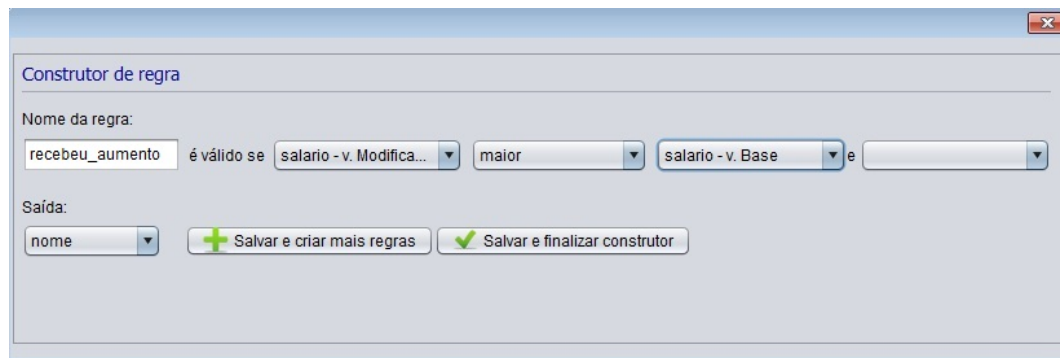 Construtor de regra
Nome da regra:
recebeu_aumento é válido se salario - v. Modifica... maior salario - v. Base e
Saída:
nome Salvar e criar mais regras Salvar e finalizar construtor